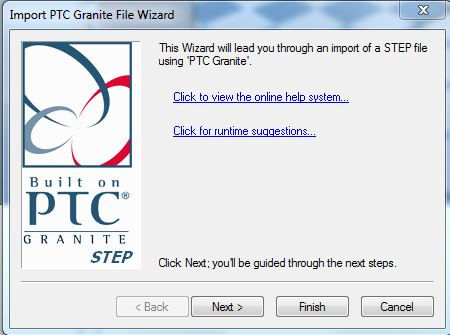 Import PTC Granite File Wizard
This Wizard will lead you through an import of a STEP file
using 'PTC Granite'.
Click to view the online help system...
Click for runtime suggestions...
Built on
PTC®
GRANITE
STEP
Click Next; you'll be guided through the next steps.
< Back
Next >
Finish
Cancel